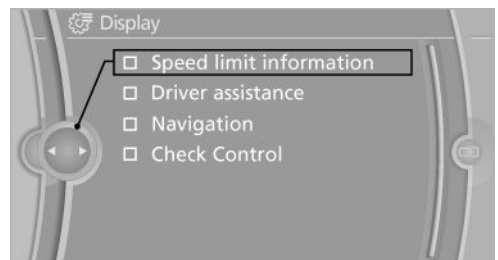 Display
Speed limit information
Driver assistance
Navigation
Check Control